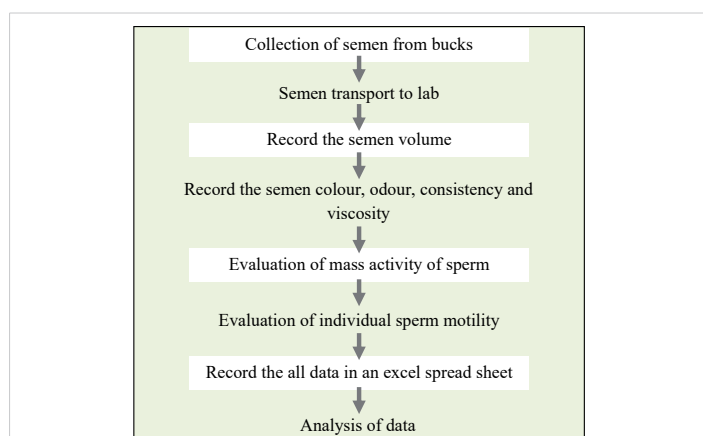 Collection of semen from bucks
Semen transport to lab
Record the semen volume
Record the semen colour, odour, consistency and
viscosity
Evaluation of mass activity of sperm
Evaluation of individual sperm motility
Record the all data in an excel spread sheet
Analysis of data